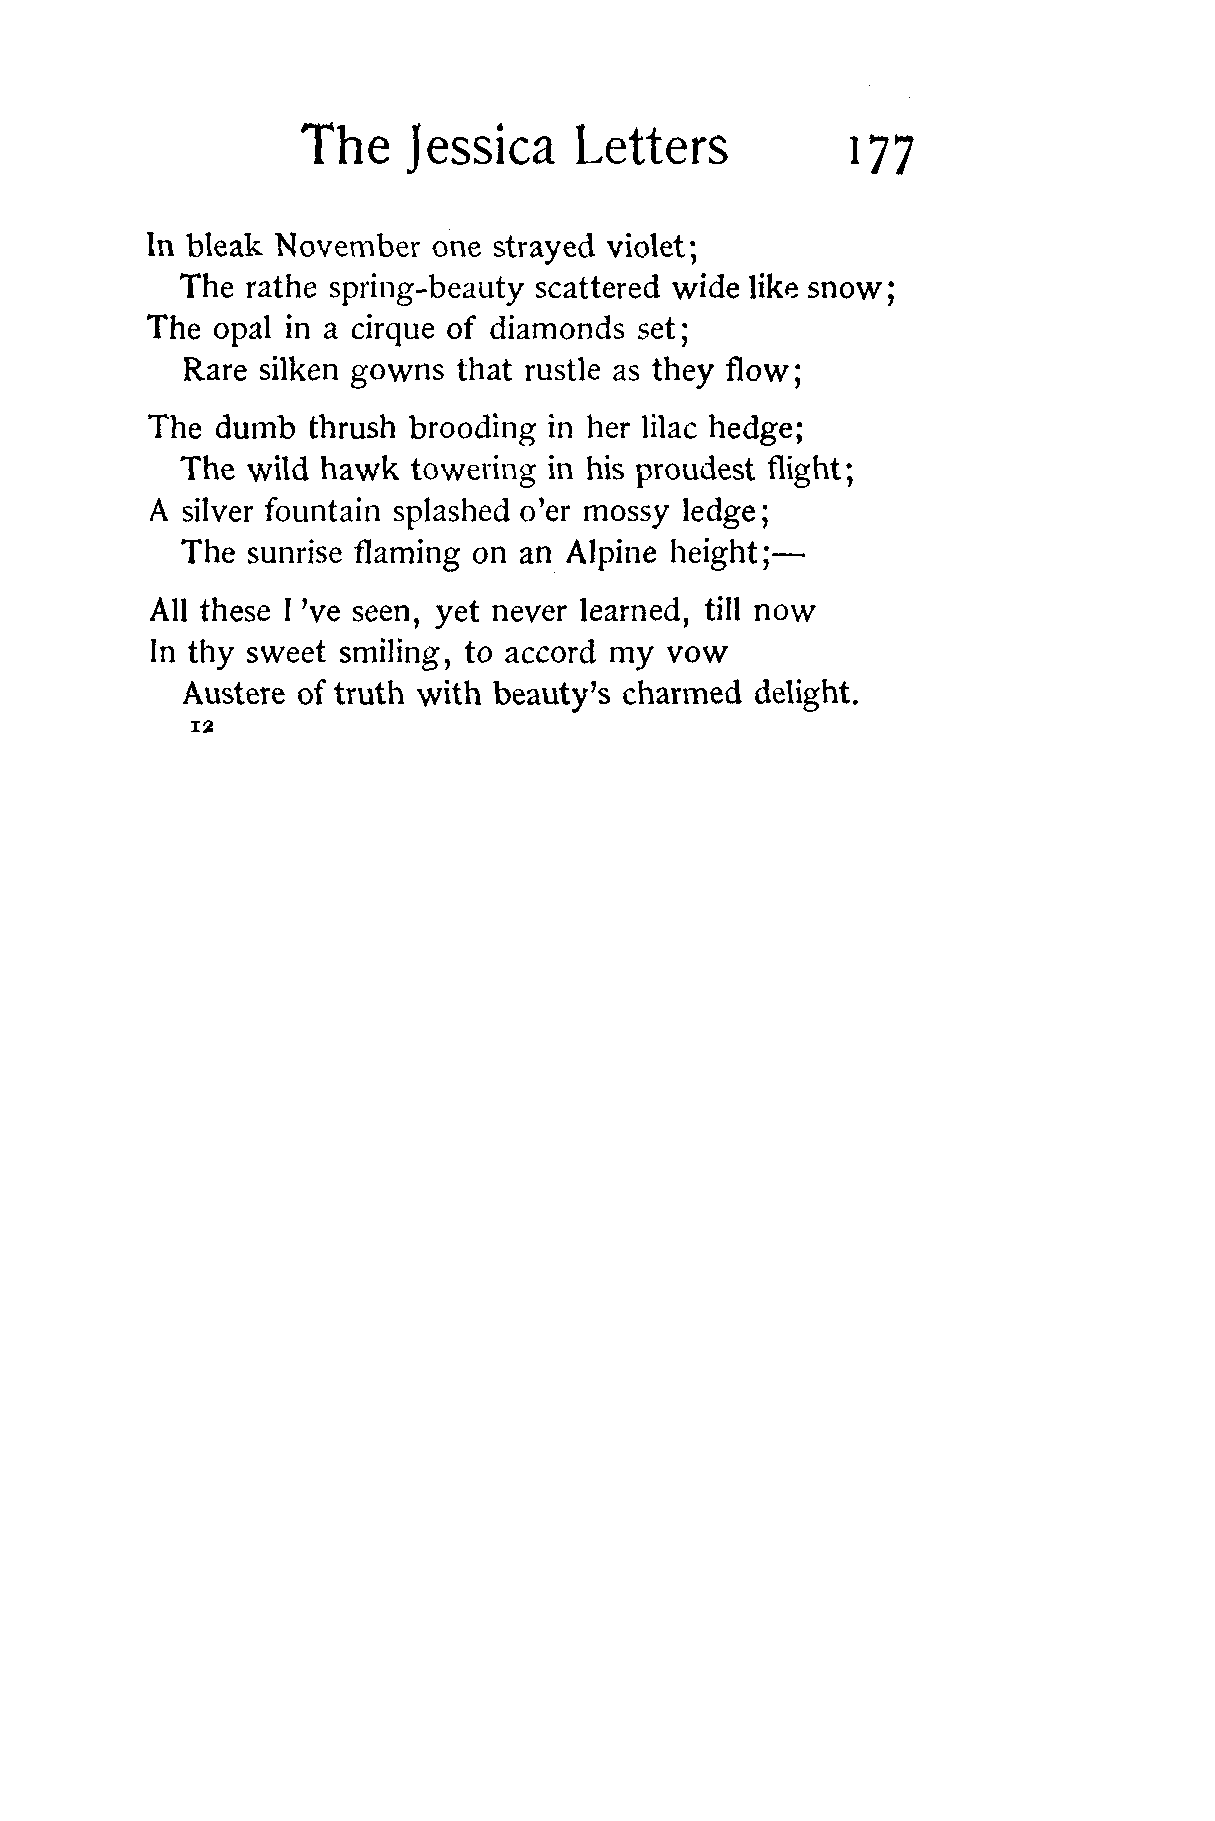 The Jessica Letters 177
In bleak November one strayed violet;
The rathe spring-beauty scattered wide like snow;
The opal in a cirque of diamonds set;
Rare silken gowns that rustle as they flow;
The dumb thrush brooding in her lilac hedge;
The wild hawk towering in his proudest flight;
A silver fountain splashed o'er mossy ledge;
The sunrise flaming on an Alpine height;—
All these I 've seen, yet never learned, till now
In thy sweet smiling, to accord my vow
Austere of truth with beauty's charmed delight.
12